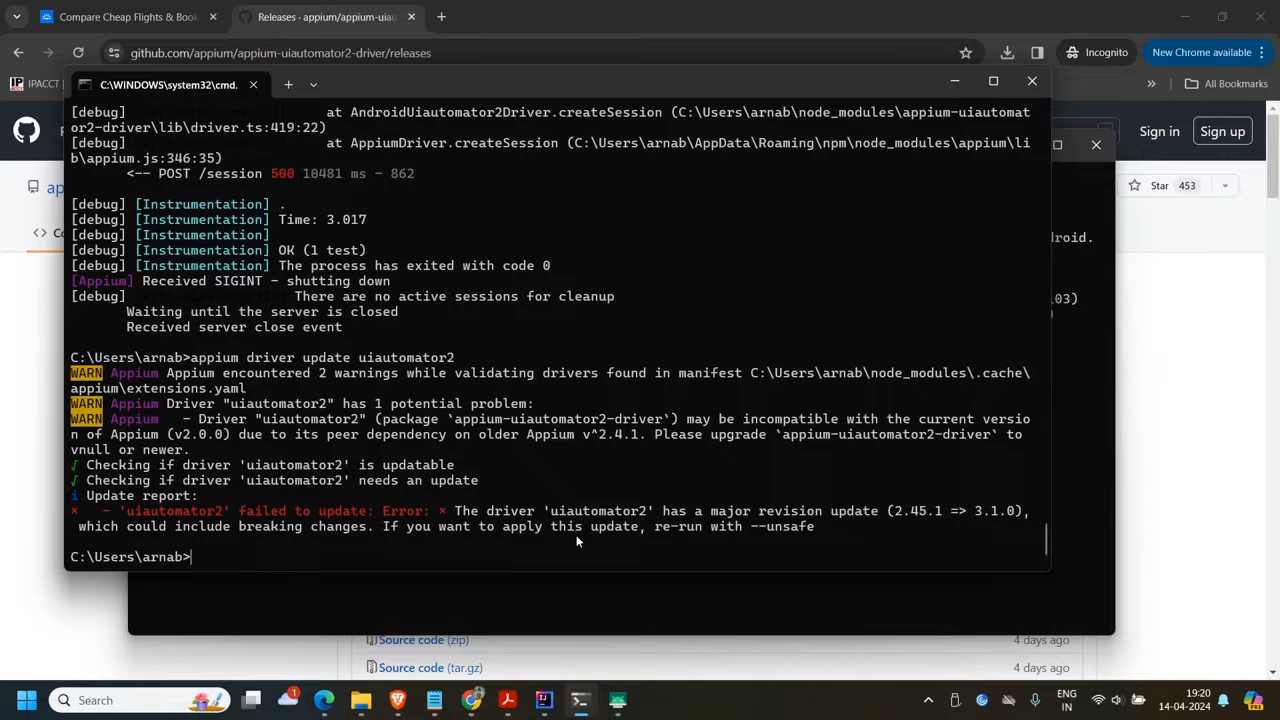 Compare Cheap Flights & Book
Releases · appium/appium-uiau
github.com/appium/appium-uiautomator2-driver/releases
Incognito
New Chrome available
IPACCT
All Bookmarks
C:\WINDOWS\system32\cmd.
Sign in
Sign up
ap
Star 453
Co
[debug] at AndroidUiautomator2Driver.createSession (C:\Users\arnab\node_modules\appium-uiautomat
or2-driver\lib\driver.ts:419:22)
[debug] at AppiumDriver.createSession (C:\Users\arnab\AppData\Roaming\npm\node_modules\appium\li
b\appium.js:346:35)
<-- POST /session 500 10481 ms - 862
[debug] [Instrumentation] .
[debug] [Instrumentation] Time: 3.017
[debug] [Instrumentation]
[debug] [Instrumentation] OK (1 test)
[debug] [Instrumentation] The process has exited with code 0
[Appium] Received SIGINT - shutting down
[debug] There are no active sessions for cleanup
Waiting until the server is closed
Received server close event
roid.
03)
C:\Users\arnab>appium driver update uiautomator2
WARN Appium Appium encountered 2 warnings while validating drivers found in manifest C:\Users\arnab\node_modules\.cache\
appium\extensions.yaml
WARN Appium Driver "uiautomator2" has 1 potential problem:
WARN Appium - Driver "uiautomator2" (package `appium-uiautomator2-driver`) may be incompatible with the current versio
n of Appium (v2.0.0) due to its peer dependency on older Appium v^2.4.1. Please upgrade `appium-uiautomator2-driver` to
vnull or newer.
√ Checking if driver 'uiautomator2' is updatable
√ Checking if driver 'uiautomator2' needs an update
i Update report:
× - 'uiautomator2' failed to update: Error: × The driver 'uiautomator2' has a major revision update (2.45.1 => 3.1.0),
which could include breaking changes. If you want to apply this update, re-run with --unsafe
C:\Users\arnab>
Source code (zip)
4 days ago
Source code (tar.gz)
4 days ago
Search
1
ENG
IN
19:20
14-04-2024